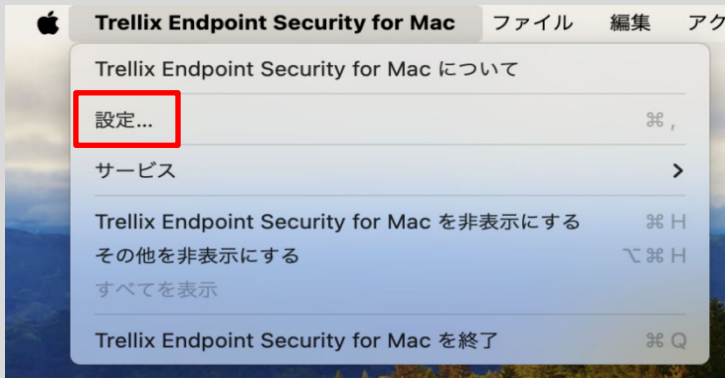 Trellix Endpoint Security for Mac ファイル 編集 アク
Trellix Endpoint Security for Mac について
設定... ⌘ ,
サービス >
Trellix Endpoint Security for Mac を非表示にする ⌘ H
その他を非表示にする ⌥ ⌘ H
すべてを表示
Trellix Endpoint Security for Mac を終了 ⌘ Q